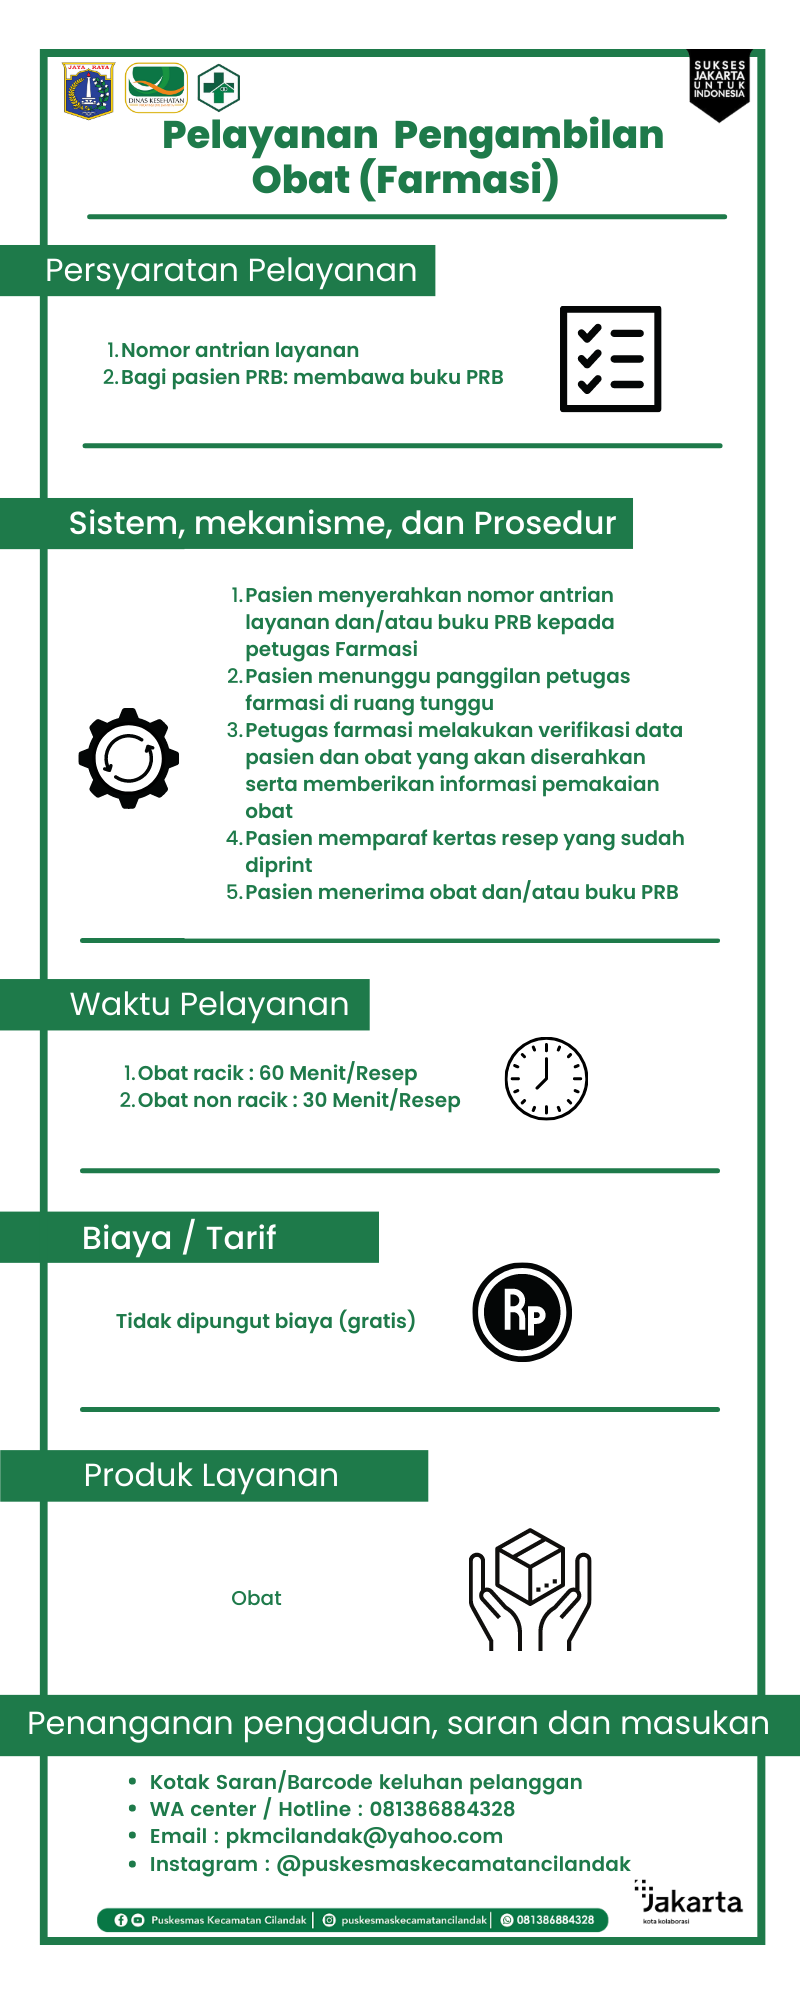 JAYA RAYA
DINAS KESEHATAN
SUKSES
JAKARTA
UNTUK
INDONESIA
Pelayanan Pengambilan
Obat (Farmasi)
Persyaratan Pelayanan
1. Nomor antrian layanan
2. Bagi pasien PRB: membawa buku PRB
Sistem, mekanisme, dan Prosedur
1. Pasien menyerahkan nomor antrian
layanan dan/atau buku PRB kepada
petugas Farmasi
2. Pasien menunggu panggilan petugas
farmasi di ruang tunggu
3. Petugas farmasi melakukan verifikasi data
pasien dan obat yang akan diserahkan
serta memberikan informasi pemakaian
obat
4. Pasien memparaf kertas resep yang sudah
diprint
5. Pasien menerima obat dan/atau buku PRB
Waktu Pelayanan
1. Obat racik : 60 Menit/Resep
2. Obat non racik : 30 Menit/Resep
Biaya / Tarif
Tidak dipungut biaya (gratis)
Rp
Produk Layanan
Obat
Penanganan pengaduan, saran dan masukan
• Kotak Saran/Barcode keluhan pelanggan
• WA center / Hotline : 081386884328
• Email : pkmcilandak@yahoo.com
• Instagram : @puskesmaskecamatancilandak
Jakarta
kota kolaborasi
Puskesmas Kecamatan Cilandak | puskesmaskecamatancilandak | 081386884328